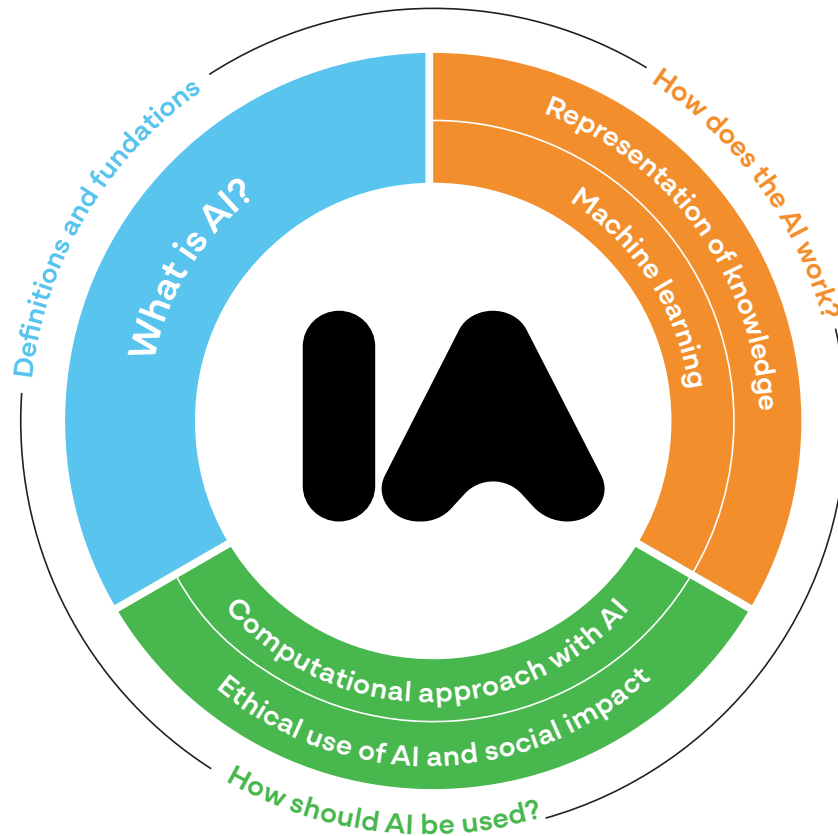 Definitions and fundations
What is AI?
How does the AI work?
Representation of knowledge
Machine learning
IA
Computational approach with AI
Ethical use of AI and social impact
How should AI be used?